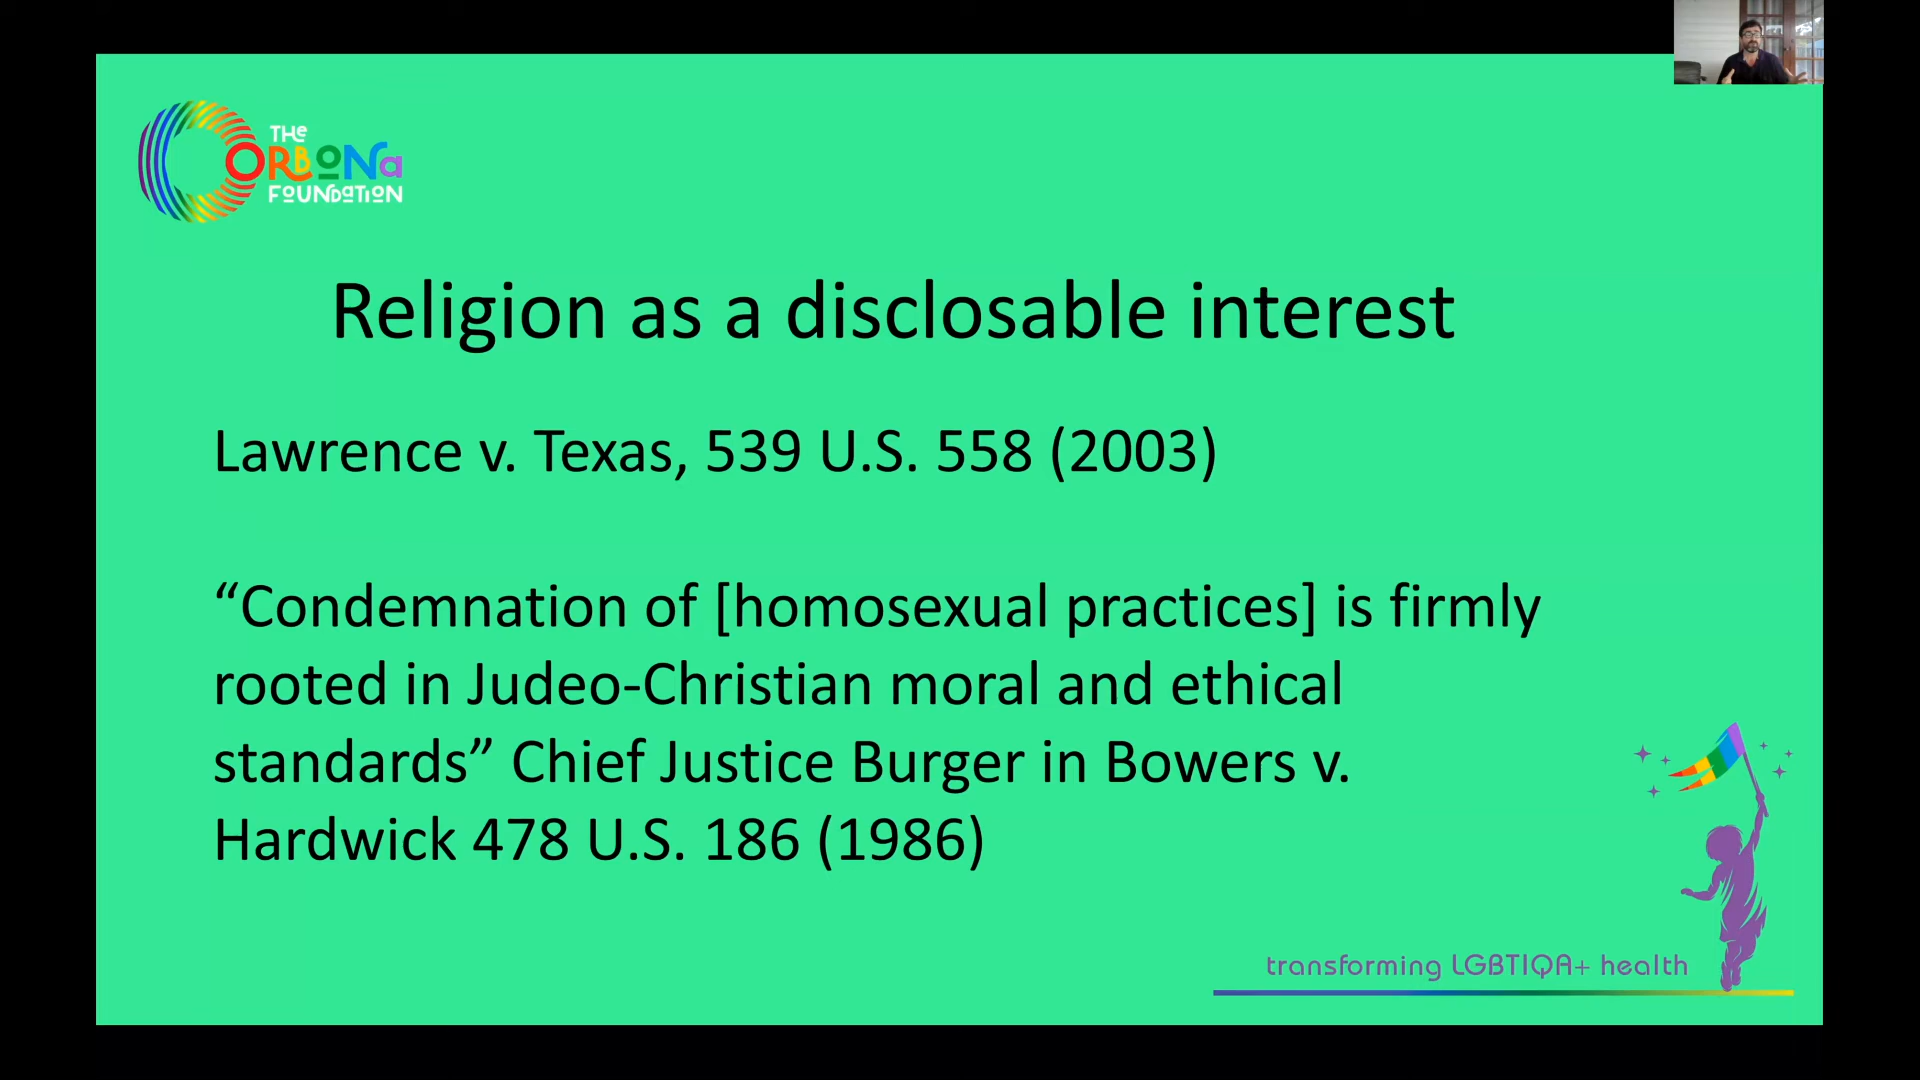 THe
ORBONa
FOUNDaTION
Religion as a disclosable interest
Lawrence v. Texas, 539 U.S. 558 (2003)
“Condemnation of [homosexual practices] is firmly
rooted in Judeo-Christian moral and ethical
standards” Chief Justice Burger in Bowers v.
Hardwick 478 U.S. 186 (1986)
transforming LGBTIQA+ health